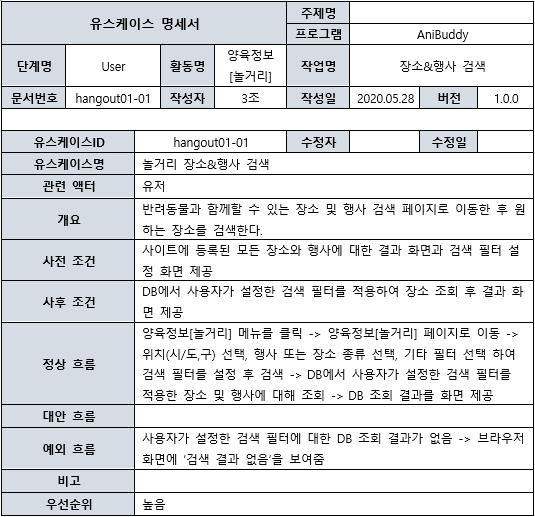 유스케이스 명세서
주제명
프로그램
AniBuddy
단계명
User
활동명
양육정보
[놀거리]
작업명
장소&행사 검색
문서번호
hangout01-01
작성자
3조
작성일
2020.05.28
버전
1.0.0
유스케이스ID
hangout01-01
수정자
수정일
유스케이스명
놀거리 장소&행사 검색
관련 액터
유저
개요
반려동물과 함께할 수 있는 장소 및 행사 검색 페이지로 이동한 후 원
하는 장소를 검색한다.
사전 조건
사이트에 등록된 모든 장소와 행사에 대한 결과 화면과 검색 필터 설
정 화면 제공
사후 조건
DB에서 사용자가 설정한 검색 필터를 적용하여 장소 조회 후 결과 화
면 제공
정상 흐름
양육정보[놀거리] 메뉴를 클릭 -> 양육정보[놀거리] 페이지로 이동 ->
위치(시/도,구) 선택, 행사 또는 장소 종류 선택, 기타 필터 선택 하여
검색 필터를 설정 후 검색 -> DB에서 사용자가 설정한 검색 필터를
적용한 장소 및 행사에 대해 조회 -> DB 조회 결과를 화면 제공
대안 흐름
예외 흐름
사용자가 설정한 검색 필터에 대한 DB 조회 결과가 없음 -> 브라우저
화면에 ‘검색 결과 없음’을 보여줌
비고
우선순위
높음